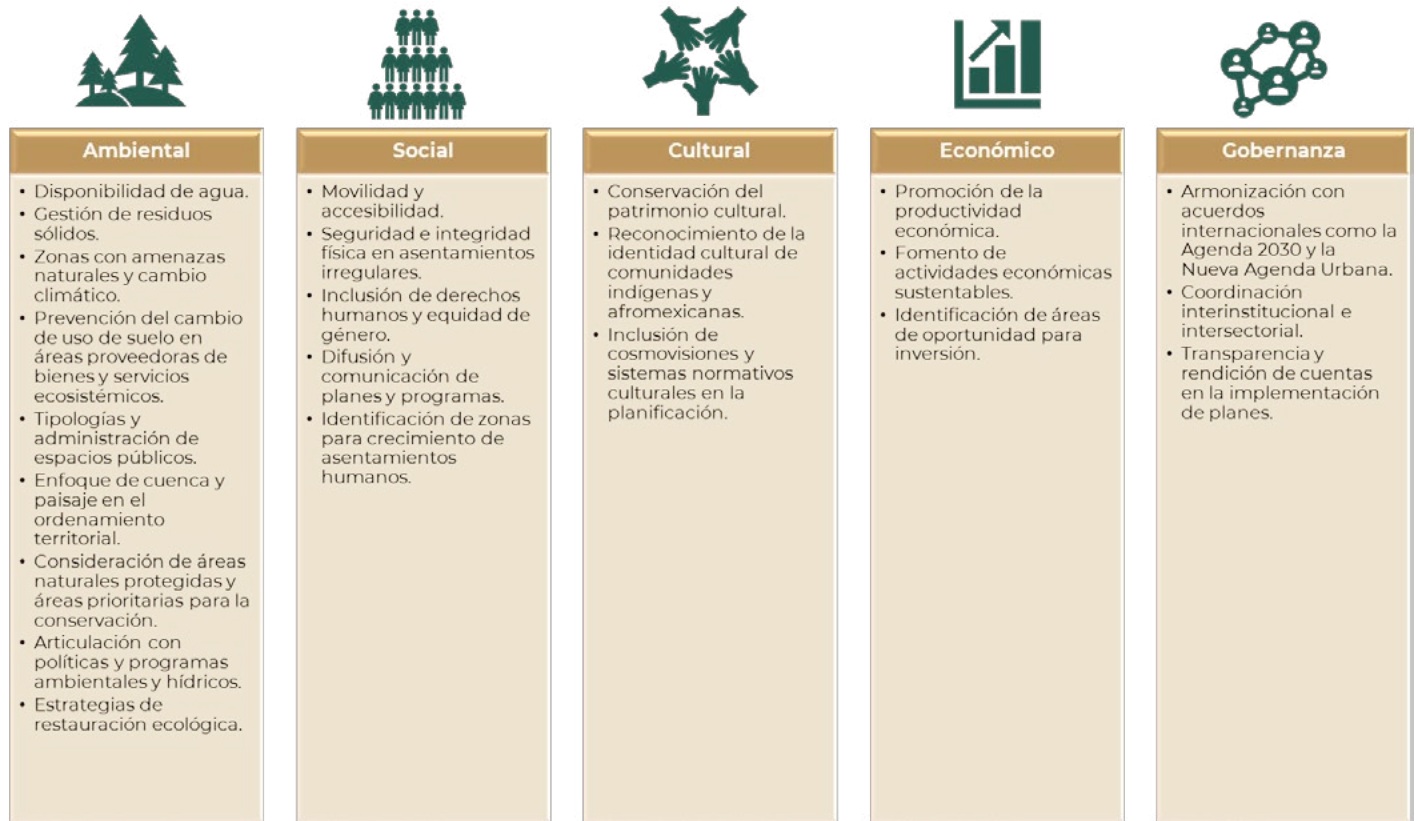 Ambiental
• Disponibilidad de agua.
• Gestión de residuos
sólidos.
• Zonas con amenazas
naturales y cambio
climático.
• Prevención del cambio
de uso de suelo en
áreas proveedoras de
bienes y servicios
ecosistémicos.
• Tipologías y
administración de
espacios públicos.
• Enfoque de cuenca y
paisaje en el
ordenamiento
territorial.
• Consideración de áreas
naturales protegidas y
áreas prioritarias para la
conservación.
• Articulación con
políticas y programas
ambientales y hídricos.
• Estrategias de
restauración ecológica.
Social
• Movilidad y
accesibilidad.
• Seguridad e integridad
física en asentamientos
irregulares.
• Inclusión de derechos
humanos y equidad de
género.
• Difusión y
comunicación de
planes y programas.
• Identificación de zonas
para crecimiento de
asentamientos
humanos.
Cultural
• Conservación del
patrimonio cultural.
• Reconocimiento de la
identidad cultural de
comunidades
indígenas y
afromexicanas.
• Inclusión de
cosmovisiones y
sistemas normativos
culturales en la
planificación.
Económico
• Promoción de la
productividad
económica.
• Fomento de
actividades económicas
sustentables.
• Identificación de áreas
de oportunidad para
inversión.
Gobernanza
• Armonización con
acuerdos
internacionales como la
Agenda 2030 y la
Nueva Agenda Urbana.
• Coordinación
interinstitucional e
intersectorial.
• Transparencia y
rendición de cuentas
en la implementación
de planes.